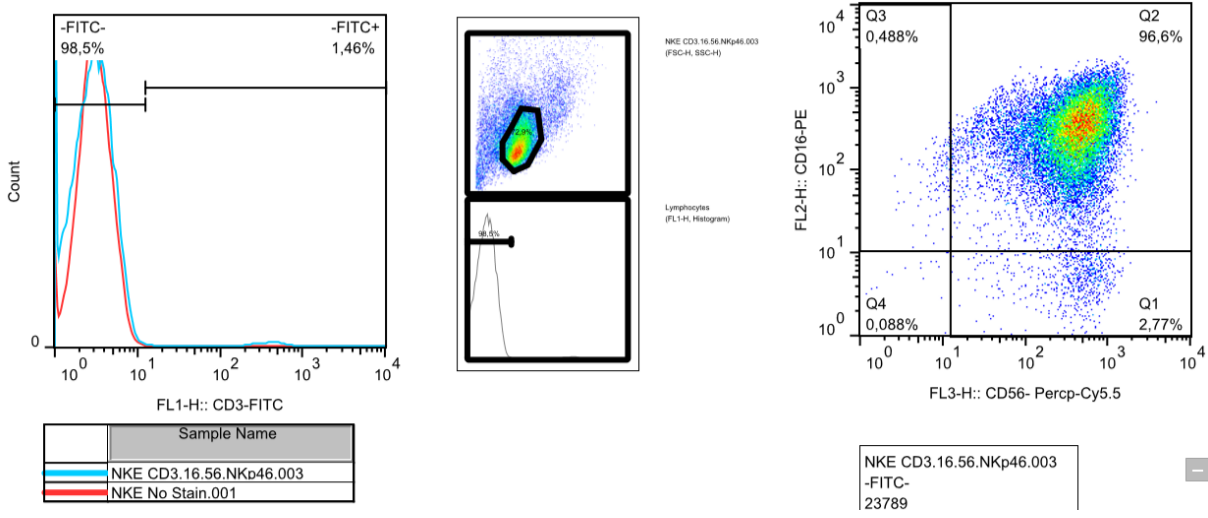 -FITC-
98,5%
-FITC+
1,46%
Count
0
10^0
10^1
10^2
10^3
10^4
FL1-H:: CD3-FITC
Sample Name
NKE CD3.16.56.NKp46.003
NKE No Stain.001
NKE CD3.16.56.NKp46.003
(FSC-H, SSC-H)
72,9%
Lymphocytes
(FL1-H, Histogram)
98,5%
Q3
0,488%
Q2
96,6%
Q4
0,088%
Q1
2,77%
FL2-H:: CD16-PE
10^4
10^3
10^2
10^1
10^0
10^0
10^1
10^2
10^3
10^4
FL3-H:: CD56- Percp-Cy5.5
NKE CD3.16.56.NKp46.003
-FITC-
23789